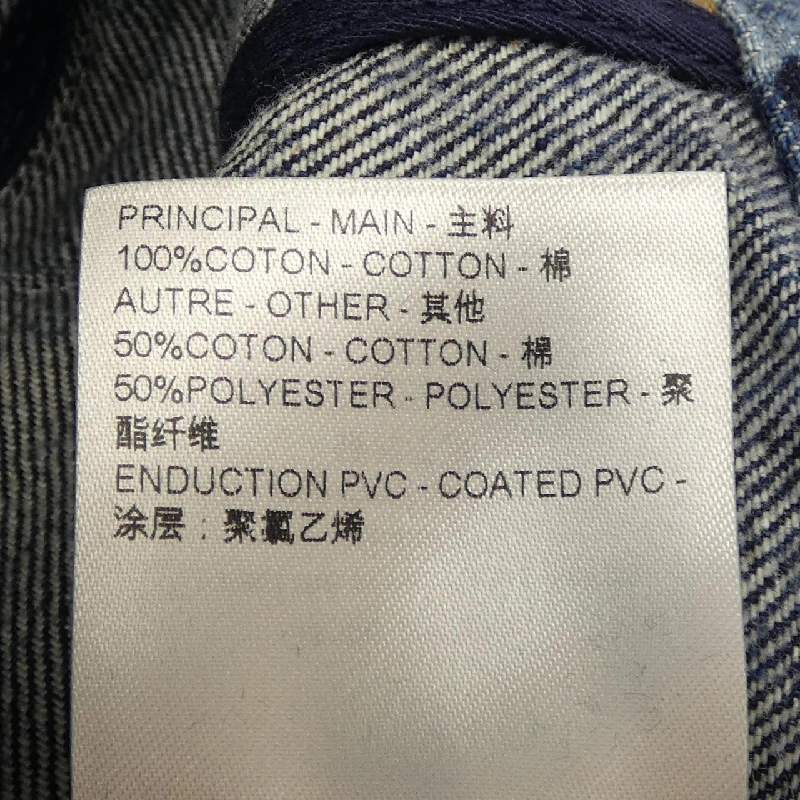 PRINCIPAL - MAIN - 主料
100%COTON - COTTON - 棉
AUTRE - OTHER - 其他
50%COTON - COTTON - 棉
50%POLYESTER - POLYESTER - 聚
酯纤维
ENDUCTION PVC - COATED PVC -
涂层 : 聚氯乙烯